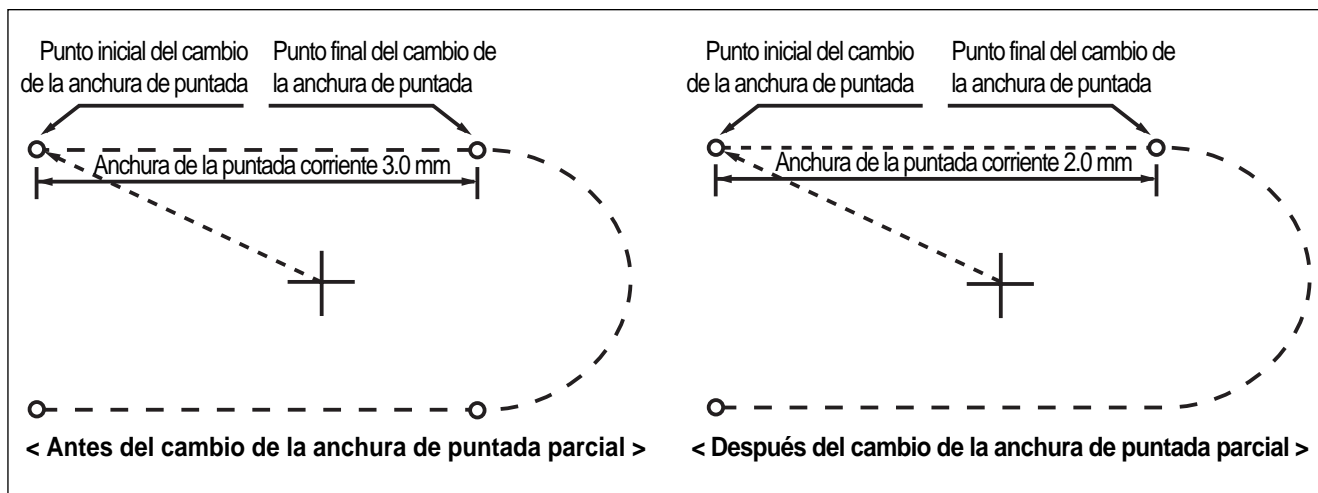 Punto inicial del cambio
de la anchura de puntada
Punto final del cambio de
la anchura de puntada
Anchura de la puntada corriente 3.0 mm
< Antes del cambio de la anchura de puntada parcial >
Punto inicial del cambio
de la anchura de puntada
Punto final del cambio de
la anchura de puntada
Anchura de la puntada corriente 2.0 mm
< Después del cambio de la anchura de puntada parcial >